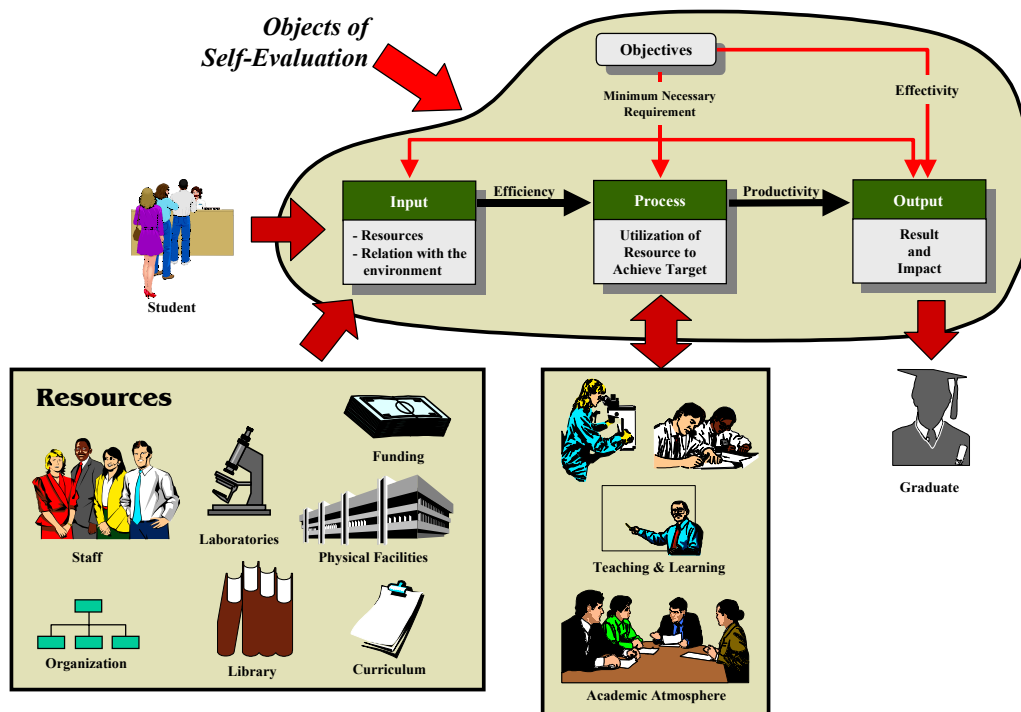 Objects of
Self-Evaluation
Objectives
Minimum Necessary
Requirement
Effectivity
Input
- Resources
- Relation with the
environment
Efficiency
Process
Utilization of
Resource to
Achieve Target
Productivity
Output
Result
and
Impact
Student
Resources
Funding
Staff
Laboratories
Physical Facilities
Organization
Library
Curriculum
Teaching & Learning
Academic Atmosphere
Graduate